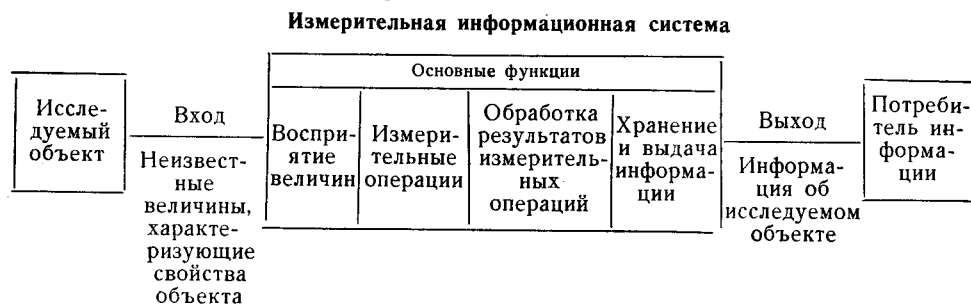 Измерительная информационная система
Основные функции
Иссле-
дуемый
объект
Вход
Неизвест-
ные
величины,
характе-
ризующие
свойства
объекта
Воспри-
ятие
величин
Измери-
тельные
операции
Обработка
результатов
измеритель-
ных
операций
Хранение
и выдача
информа-
ции
Выход
Информа-
ция об
исследуемом
объекте
Потреби-
тель ин-
форма-
ции